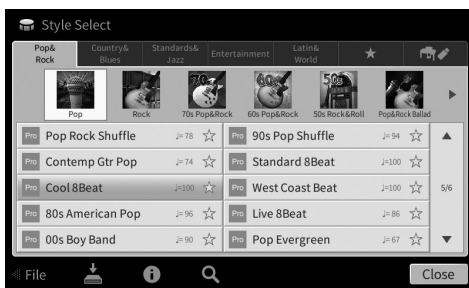 Style Select
Pop& Rock
Country& Blues
Standards& Jazz
Entertainment
Latin& World
70s
60s
50s
Pop
Rock
70s Pop&Rock
60s Pop&Rock
50s Rock&Roll
Pop&Rock Ballad
Pro Pop Rock Shuffle ♩= 78
Pro 90s Pop Shuffle ♩= 94
Pro Contemp Gtr Pop ♩= 74
Pro Standard 8Beat ♩=100
Pro Cool 8Beat ♩=100
Pro West Coast Beat ♩=100
5/6
Pro 80s American Pop ♩= 96
Pro Live 8Beat ♩= 86
Pro 00s Boy Band ♩= 90
Pro Pop Evergreen ♩= 67
File
Close